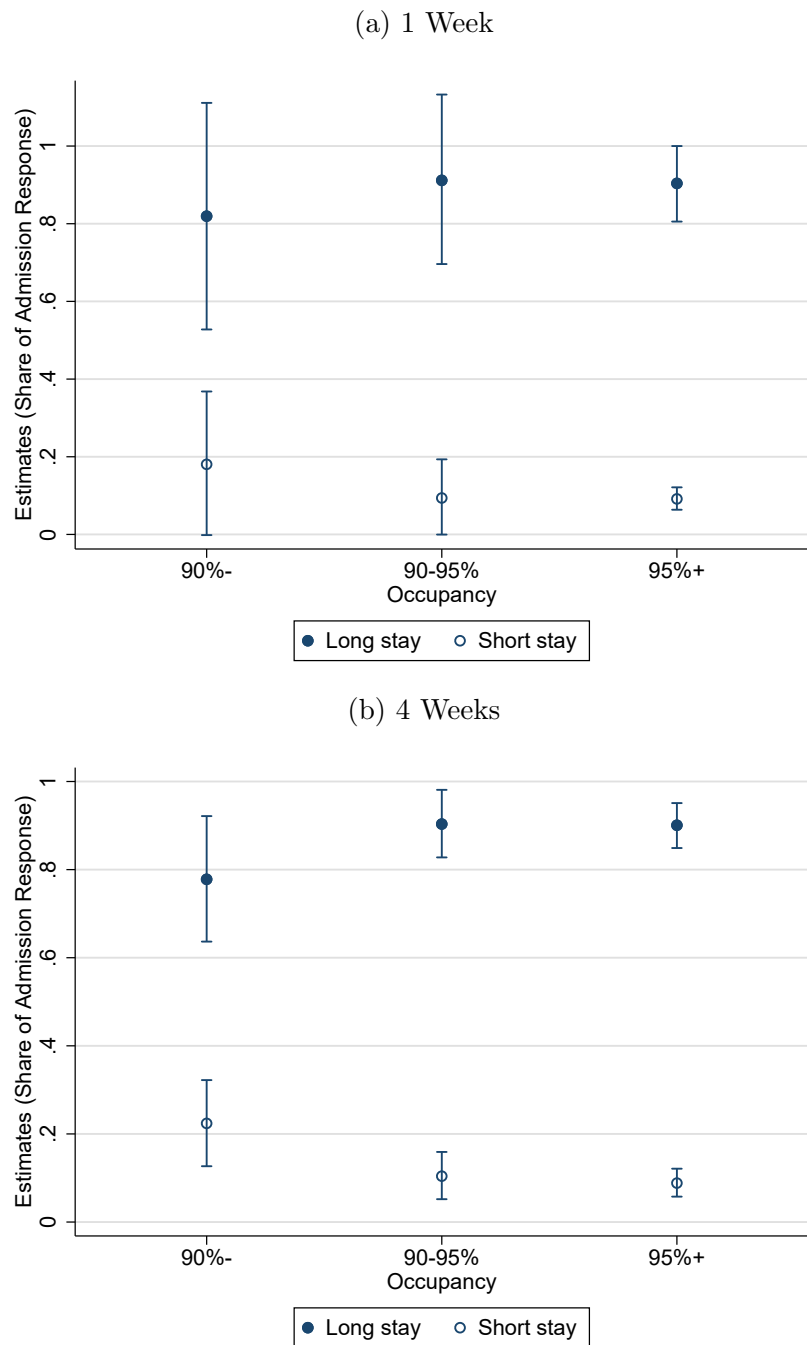 (a) 1 Week
Estimates (Share of Admission Response)
1
.8
.6
.4
.2
0
90%-
90-95%
95%+
Occupancy
Long stay
Short stay
(b) 4 Weeks
Estimates (Share of Admission Response)
1
.8
.6
.4
.2
0
90%-
90-95%
95%+
Occupancy
Long stay
Short stay